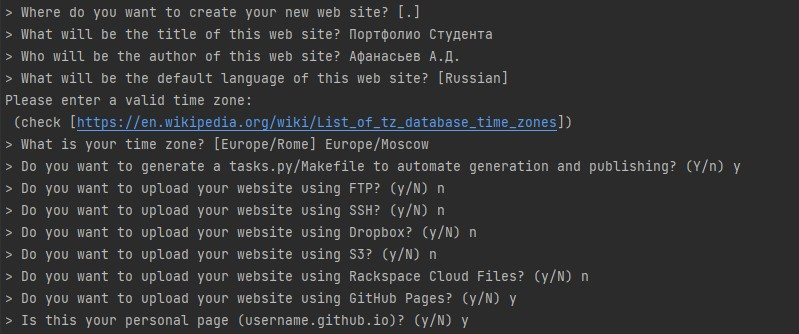 > Where do you want to create your new web site? [.]
> What will be the title of this web site? Портфолио Студента
> Who will be the author of this web site? Афанасьев А.Д.
> What will be the default language of this web site? [Russian]
Please enter a valid time zone:
 (check [https://en.wikipedia.org/wiki/List_of_tz_database_time_zones])
> What is your time zone? [Europe/Rome] Europe/Moscow
> Do you want to generate a tasks.py/Makefile to automate generation and publishing? (Y/n) y
> Do you want to upload your website using FTP? (y/N) n
> Do you want to upload your website using SSH? (y/N) n
> Do you want to upload your website using Dropbox? (y/N) n
> Do you want to upload your website using S3? (y/N) n
> Do you want to upload your website using Rackspace Cloud Files? (y/N) n
> Do you want to upload your website using GitHub Pages? (y/N) y
> Is this your personal page (username.github.io)? (y/N) y